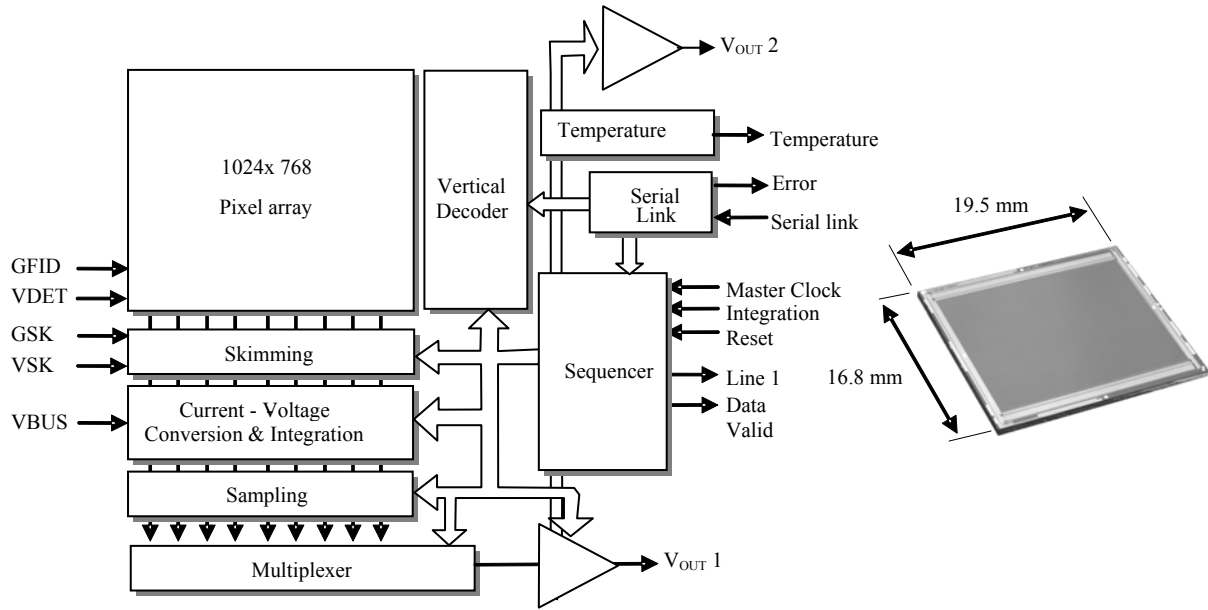 V_OUT 2
Temperature
Temperature
1024x 768
Pixel array
Vertical
Decoder
Serial
Link
Error
Serial link
19.5 mm
GFID
VDET
GSK
VSK
Skimming
Sequencer
Master Clock
Integration
Reset
Line 1
Data
Valid
16.8 mm
VBUS
Current - Voltage
Conversion & Integration
Sampling
Multiplexer
V_OUT 1